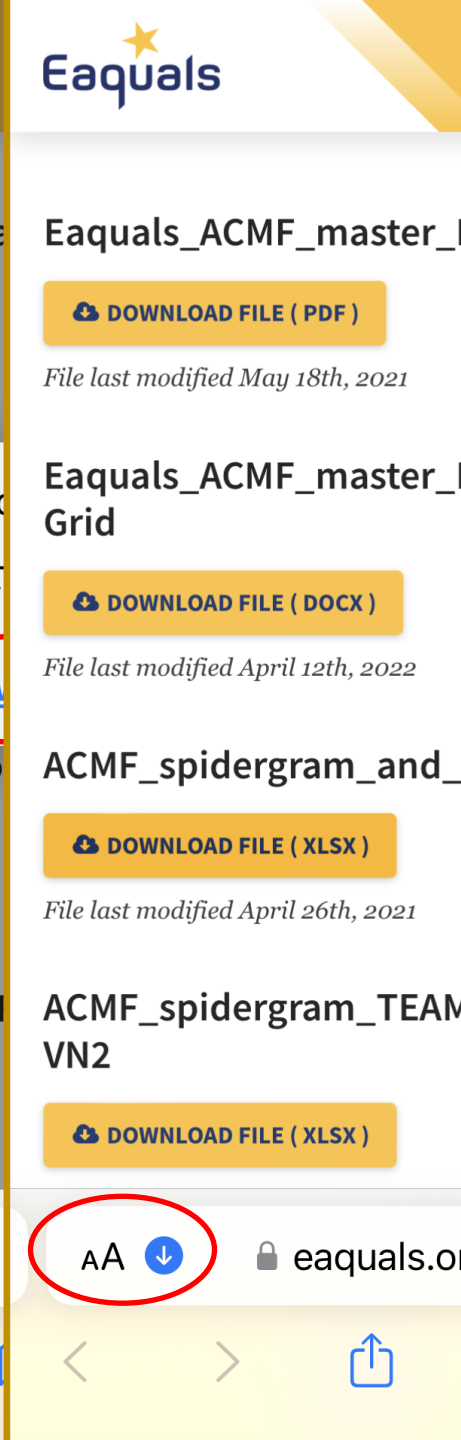 Eaquals
Eaquals_ACMF_master_
DOWNLOAD FILE ( PDF )
File last modified May 18th, 2021
Eaquals_ACMF_master_
Grid
DOWNLOAD FILE ( DOCX )
File last modified April 12th, 2022
ACMF_spidergram_and_
DOWNLOAD FILE ( XLSX )
File last modified April 26th, 2021
ACMF_spidergram_TEAM
VN2
DOWNLOAD FILE ( XLSX )
AA eaquals.or